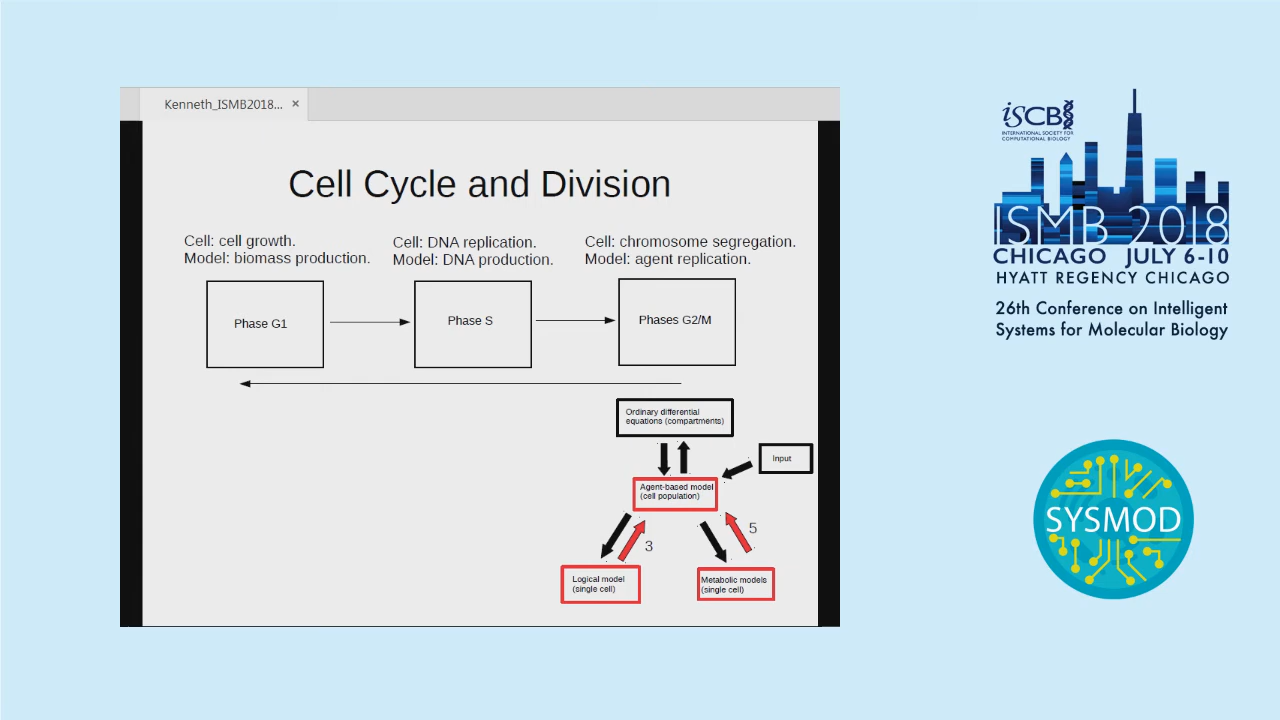 Kenneth_ISMB2018... ×
Cell Cycle and Division
Cell: cell growth.
Model: biomass production.
Cell: DNA replication.
Model: DNA production.
Cell: chromosome segregation.
Model: agent replication.
Phase G1
Phase S
Phases G2/M
Ordinary differential
equations (compartments)
Input
Agent-based model
(cell population)
3
5
Logical model
(single cell)
Metabolic models
(single cell)
iSCB
INTERNATIONAL SOCIETY FOR
COMPUTATIONAL BIOLOGY
ISMB 2018
CHICAGO JULY 6-10
HYATT REGENCY CHICAGO
26th Conference on Intelligent
Systems for Molecular Biology
SYSMOD